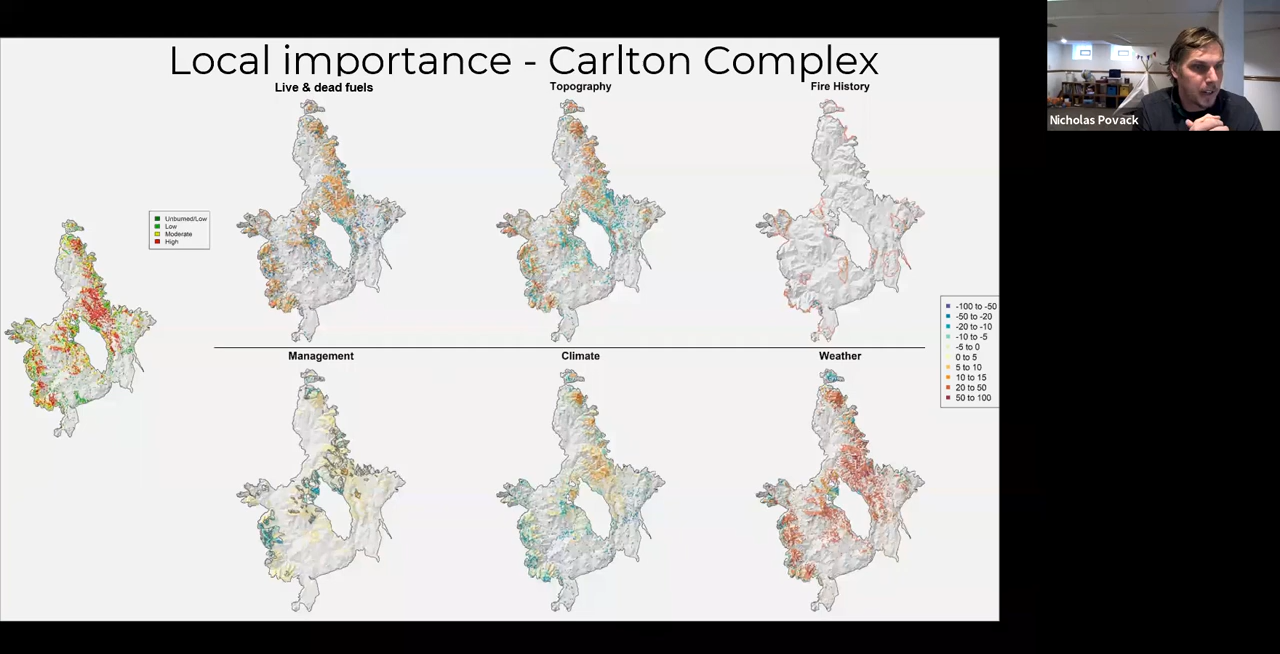 Local importance - Carlton Complex
Live & dead fuels
Topography
Fire History
Nicholas Povack
Unburned/Low
Low
Moderate
High
-100 to -50
-50 to -20
-20 to -10
-10 to -5
-5 to 0
0 to 5
5 to 10
10 to 15
20 to 50
50 to 100
Management
Climate
Weather